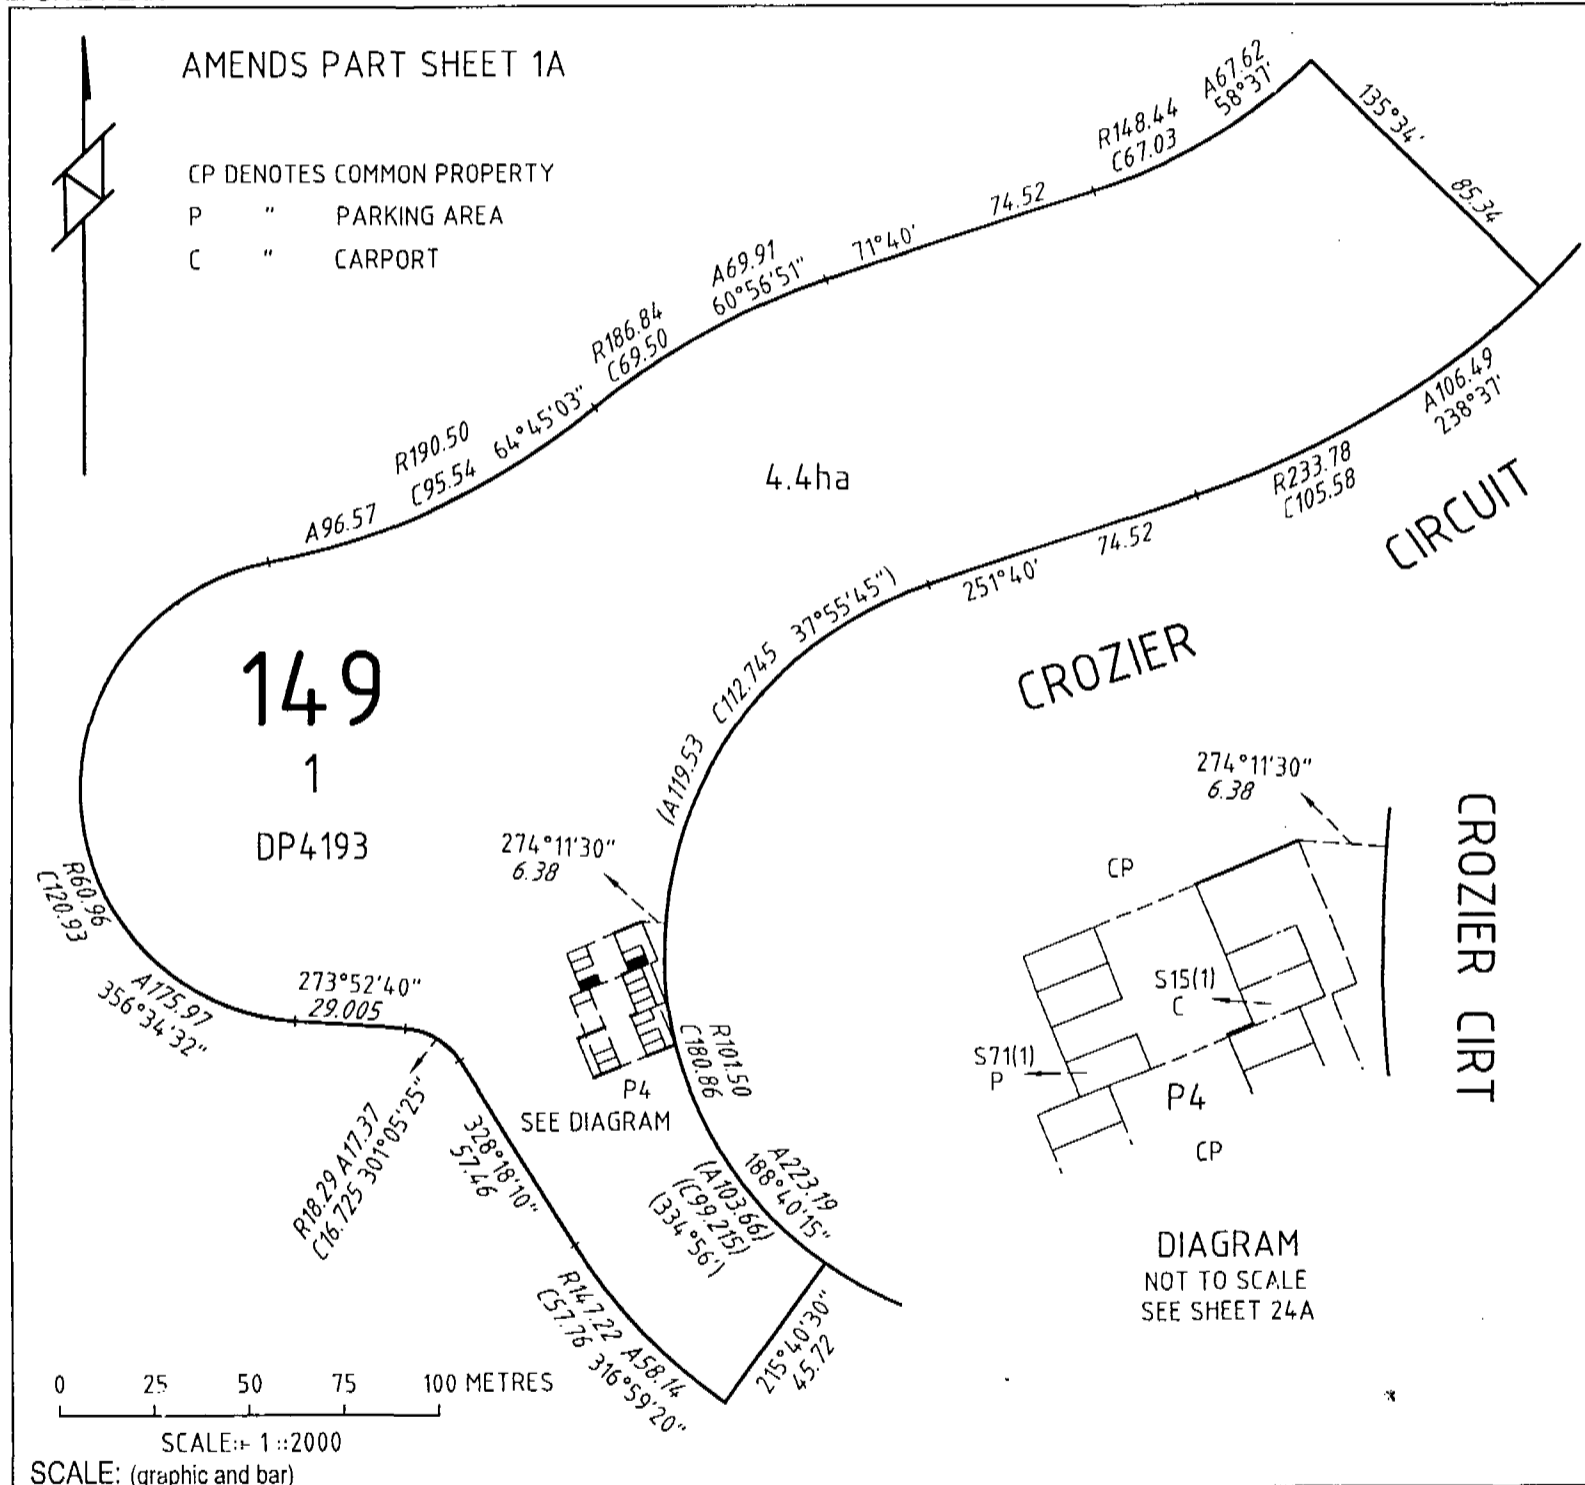 AMENDS PART SHEET 1A
CP DENOTES COMMON PROPERTY
P " PARKING AREA
C " CARPORT
A67.62
58°37'
R148.44
C67.03
135°34'
85.34
74.52
71°40'
A69.91
60°56'51"
R186.84
C69.50
64°45'03"
R190.50
C95.54
A96.57
4.4ha
A106.49
238°37'
R233.78
C105.58
CIRCUIT
74.52
251°40'
CROZIER
37°55'45")
C112.745
(A119.53
149
1
DP4193
274°11'30"
6.38
274°11'30"
6.38
CROZIER CIRT
CP
S15(1)
C
S71(1)
P
P4
CP
R60.96
C120.93
A175.97
356°34'32"
273°52'40"
29.005
P4
SEE DIAGRAM
R101.50
C180.86
R18.29 A17.37
C16.725 301°05'25"
328°18'10"
57.46
A223.19
188°40'15"
(A103.66)
(C99.215)
(334°56')
R147.22 A58.14
C57.76 316°59'20"
215°40'30"
45.72
DIAGRAM
NOT TO SCALE
SEE SHEET 24A
0 25 50 75 100 METRES
SCALE:- 1::2000
SCALE: (graphic and bar)